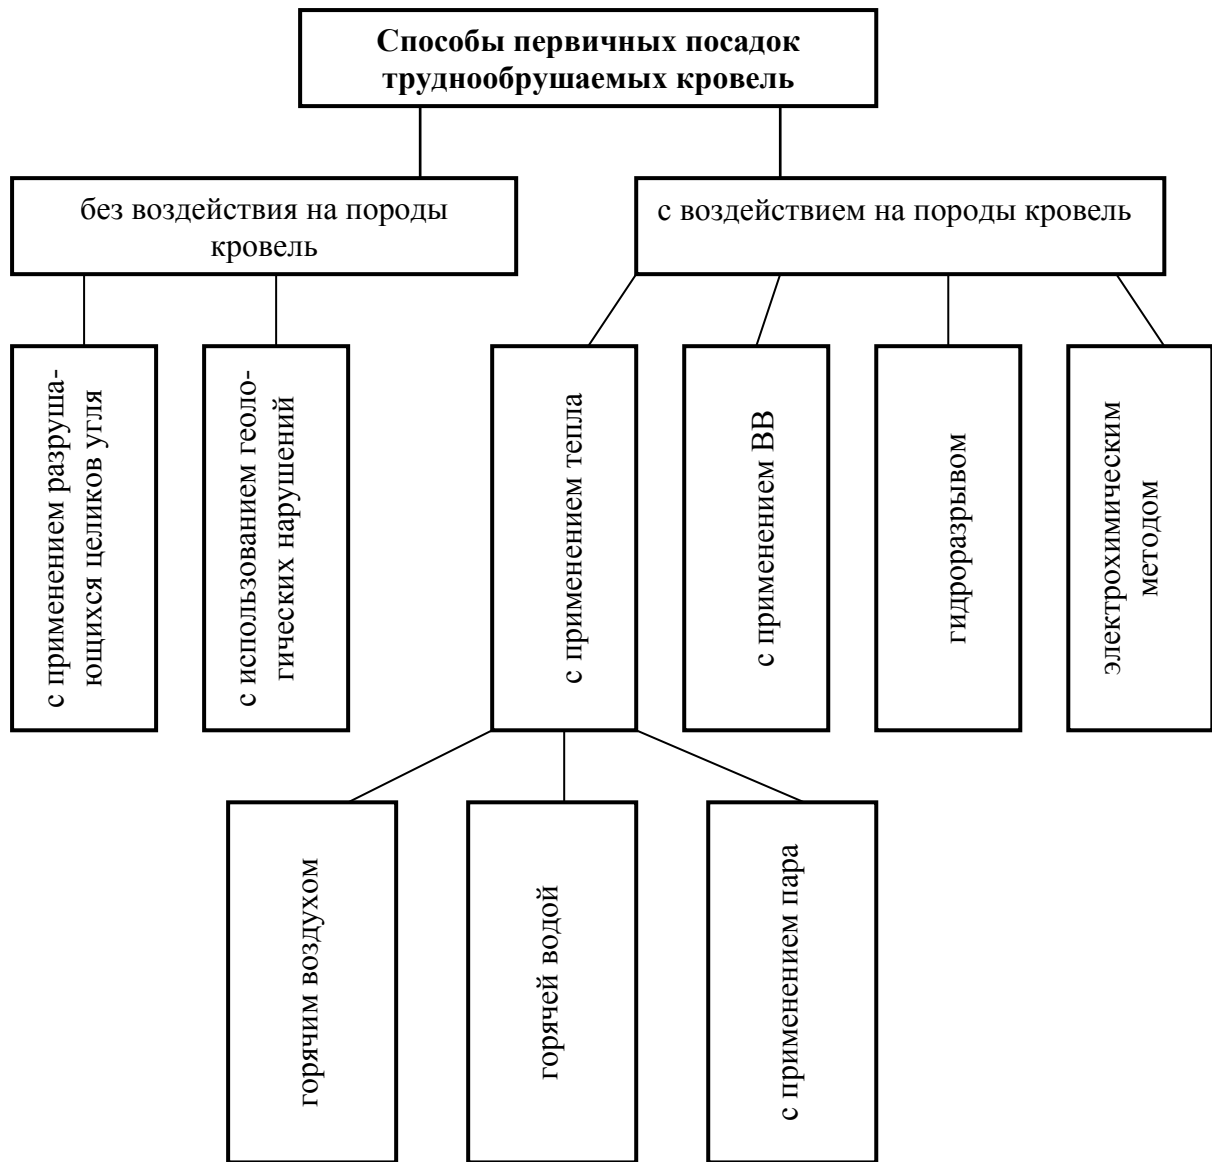 Способы первичных посадок
труднообрушаемых кровель
без воздействия на породы
кровель
с воздействием на породы кровель
с применением разруша-
ющихся целиков угля
с использованием геоло-
гических нарушений
с применением тепла
с применением ВВ
гидроразрывом
электрохимическим
методом
горячим воздухом
горячей водой
с применением пара